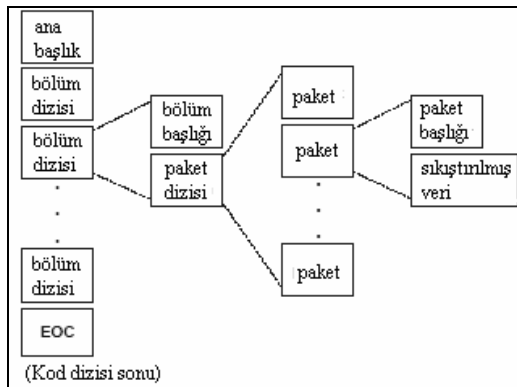 ana
başlık
bölüm
dizisi
bölüm
dizisi
bölüm
dizisi
EOC
(Kod dizisi sonu)
bölüm
başlığı
paket
dizisi
paket
paket
paket
paket
başlığı
sıkıştırılmış
veri